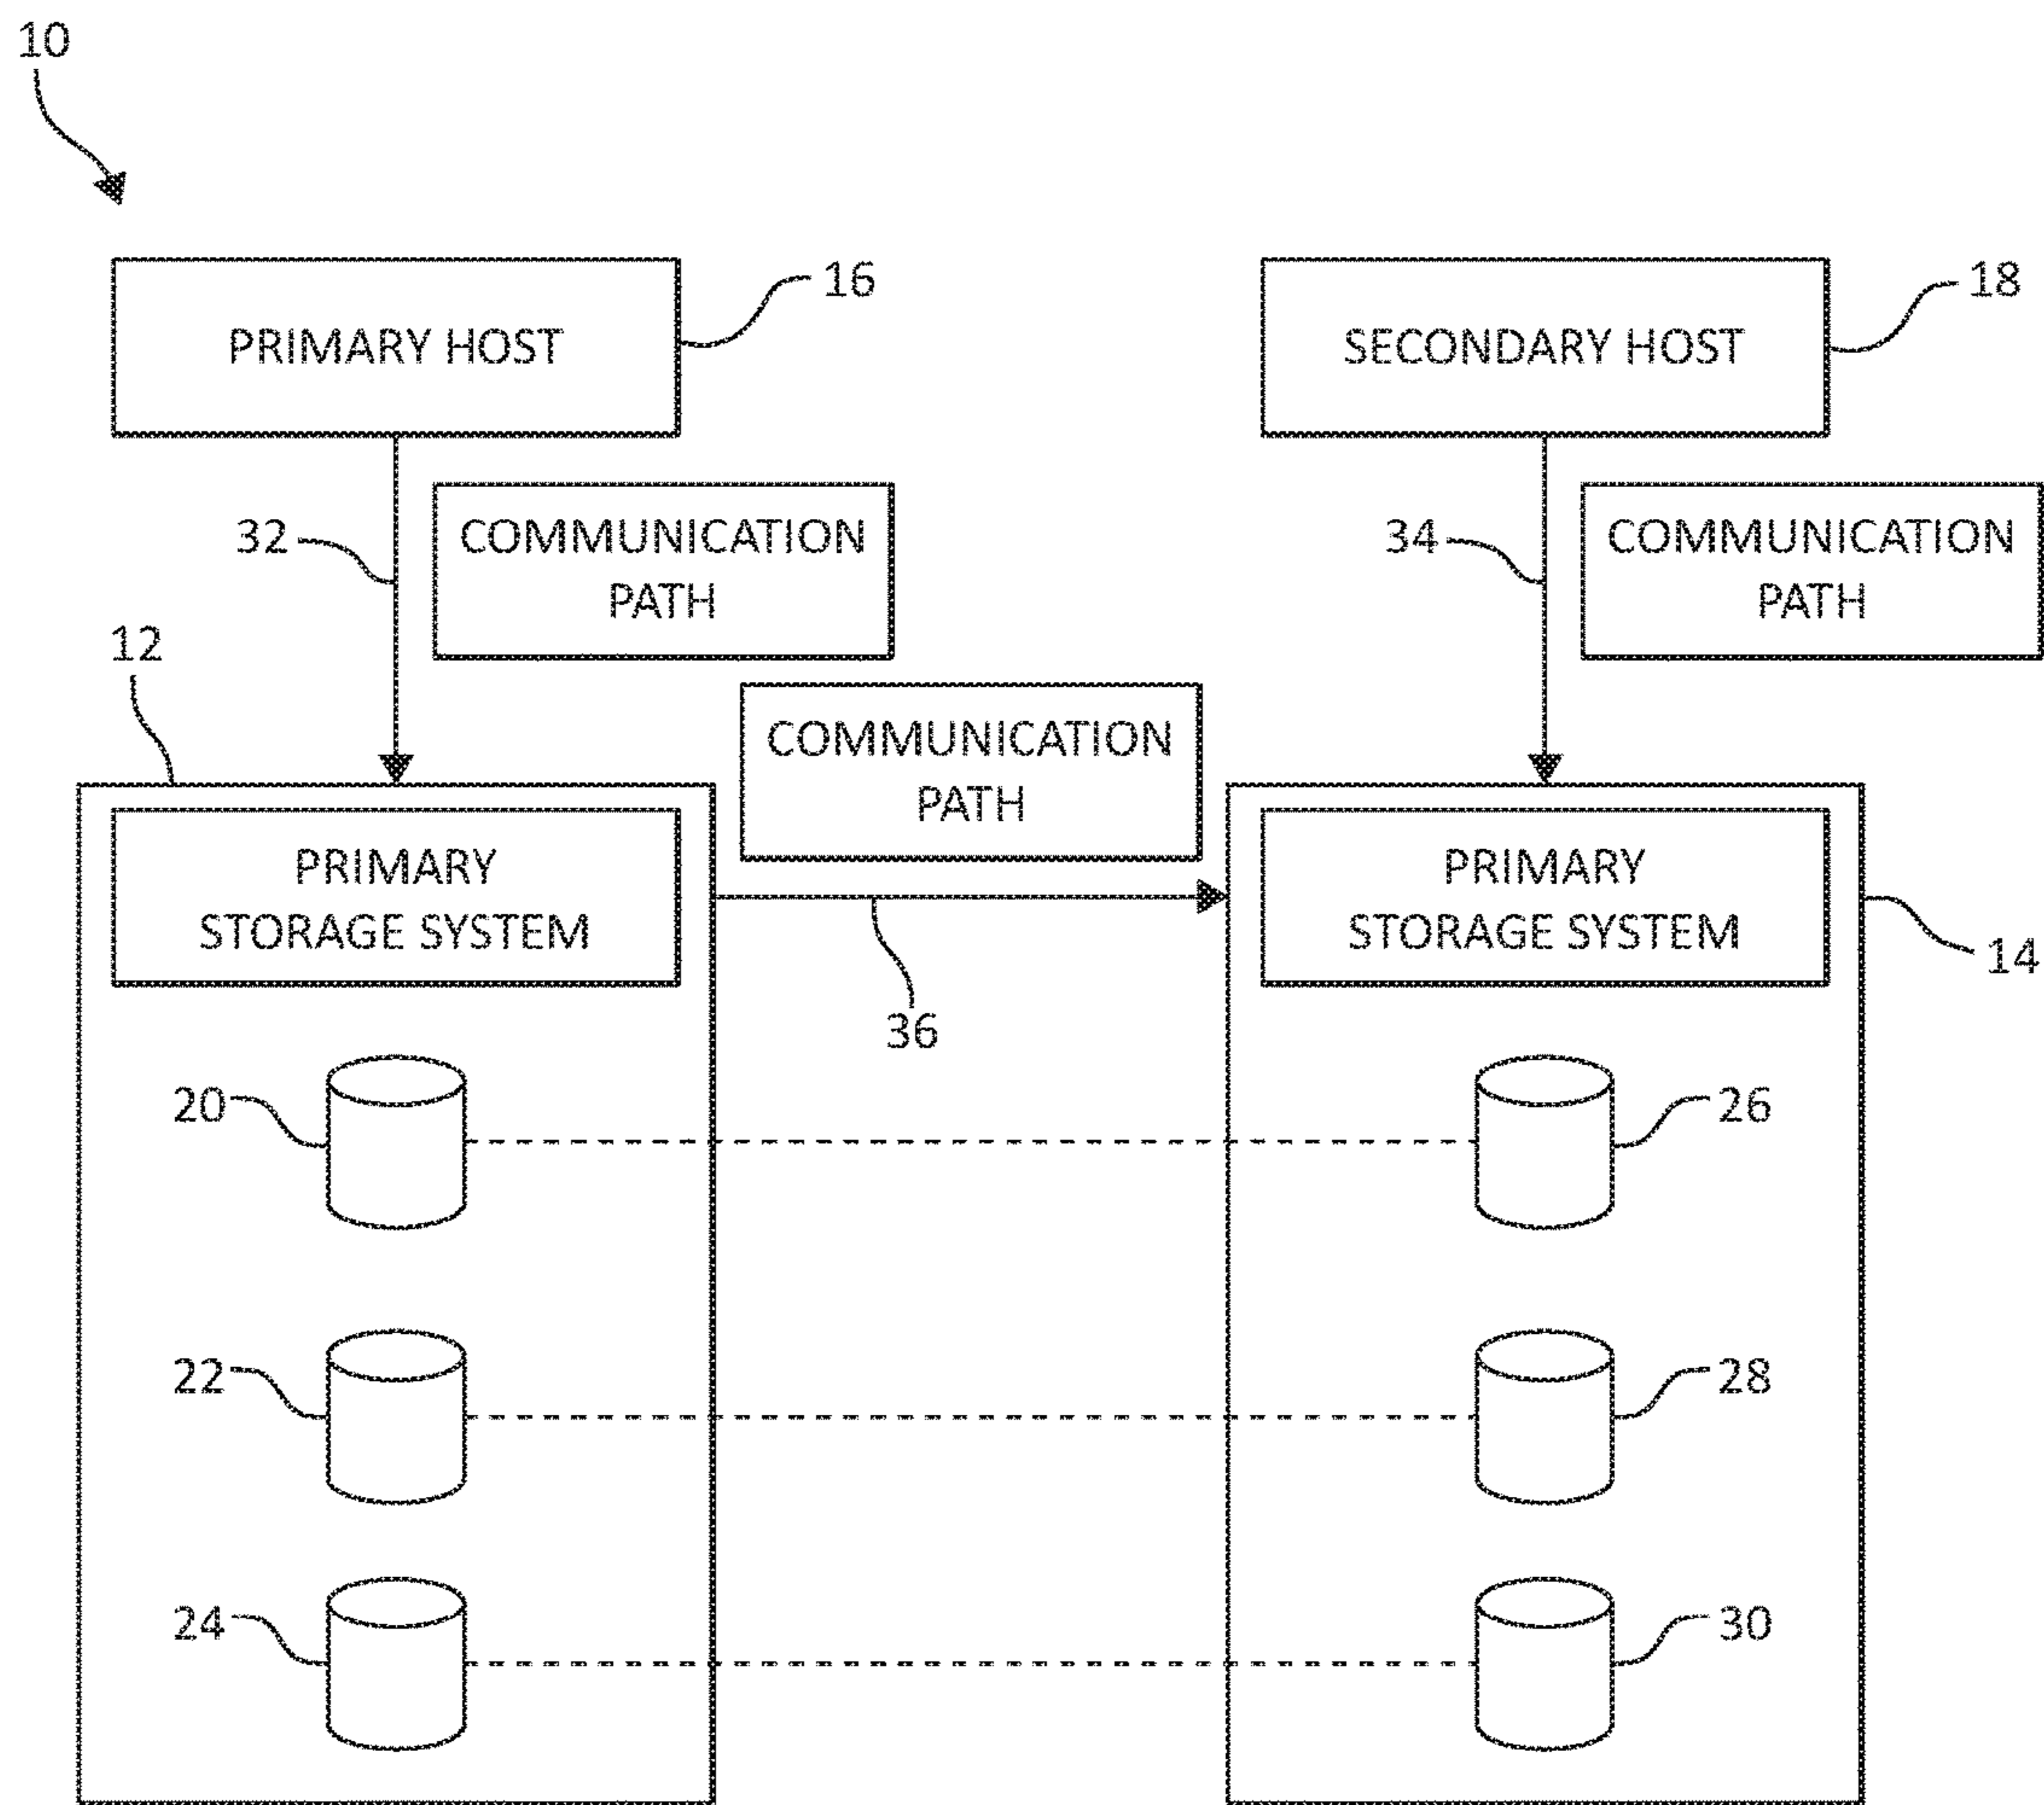 10
PRIMARY HOST
16
SECONDARY HOST
18
32
COMMUNICATION
PATH
34
COMMUNICATION
PATH
12
COMMUNICATION
PATH
PRIMARY
STORAGE SYSTEM
36
PRIMARY
STORAGE SYSTEM
14
20
26
22
28
24
30